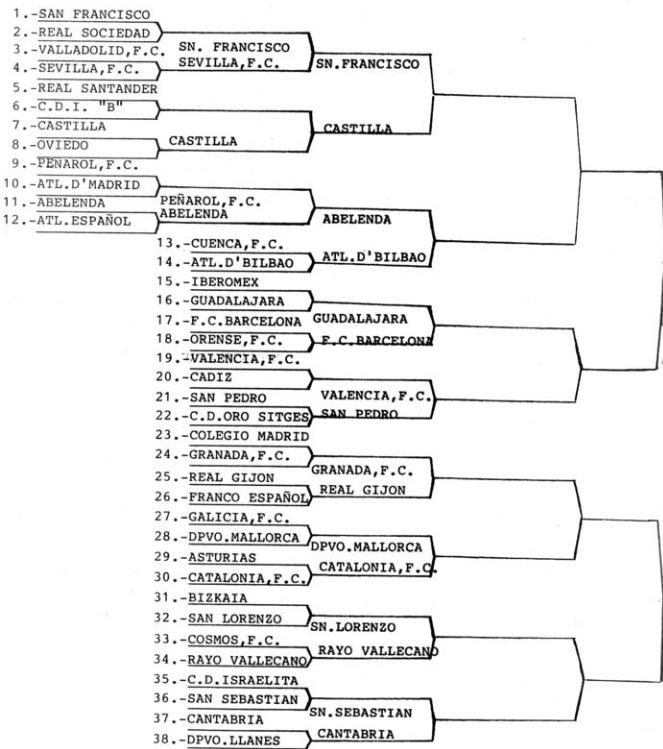 1.-SAN FRANCISCO
2.-REAL SOCIEDAD
3.-VALLADOLID,F.C.
4.-SEVILLA,F.C.
5.-REAL SANTANDER
6.-C.D.I. "B"
7.-CASTILLA
8.-OVIEDO
9.-PEÑAROL,F.C.
10.-ATL.D'MADRID
11.-ABELENDA
12.-ATL.ESPAÑOL
SN. FRANCISCO
SEVILLA,F.C.
CASTILLA
PEÑAROL,F.C.
ABELENDA
13.-CUENCA,F.C.
14.-ATL.D'BILBAO
15.-IBEROMEX
16.-GUADALAJARA
17.-F.C.BARCELONA
18.-ORENSE,F.C.
19.-VALENCIA,F.C.
20.-CADIZ
21.-SAN PEDRO
22.-C.D.ORO SITGES
23.-COLEGIO MADRID
24.-GRANADA,F.C.
25.-REAL GIJON
26.-FRANCO ESPAÑOL
27.-GALICIA,F.C.
28.-DPVO.MALLORCA
29.-ASTURIAS
30.-CATALONIA,F.C.
31.-BIZKAIA
32.-SAN LORENZO
33.-COSMOS,F.C.
34.-RAYO VALLECANO
35.-C.D.ISRAELITA
36.-SAN SEBASTIAN
37.-CANTABRIA
38.-DPVO.LLANES
SN.FRANCISCO
CASTILLA
ABELENDA
ATL.D'BILBAO
GUADALAJARA
F.C.BARCELONA
VALENCIA,F.C.
SAN PEDRO
GRANADA,F.C.
REAL GIJON
DPVO.MALLORCA
CATALONIA,F.C.
SN.LORENZO
RAYO VALLECANO
SN.SEBASTIAN
CANTABRIA